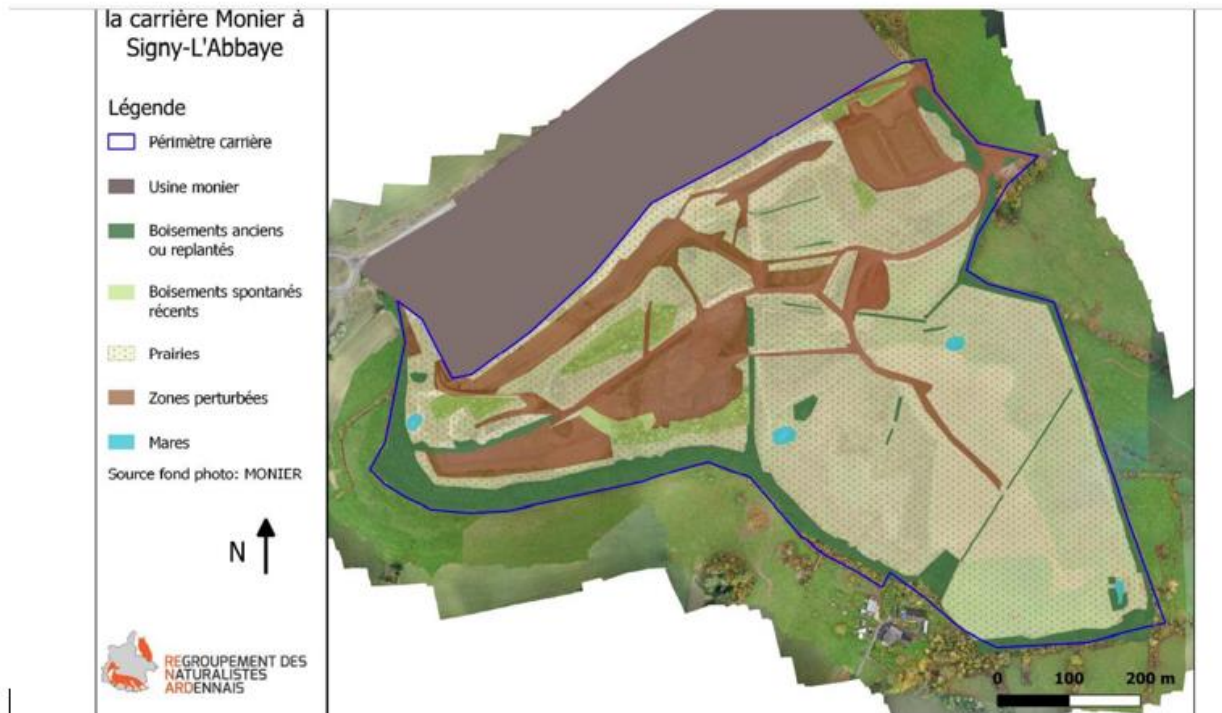 la carrière Monier à
Signy-L'Abbaye
Légende
Périmètre carrière
Usine monier
Boisements anciens
ou replantés
Boisements spontanés
récents
Prairies
Zones perturbées
Mares
Source fond photo: MONIER
N
REGROUPEMENT DES
NATURALISTES
ARDENNAIS
0 100 200 m